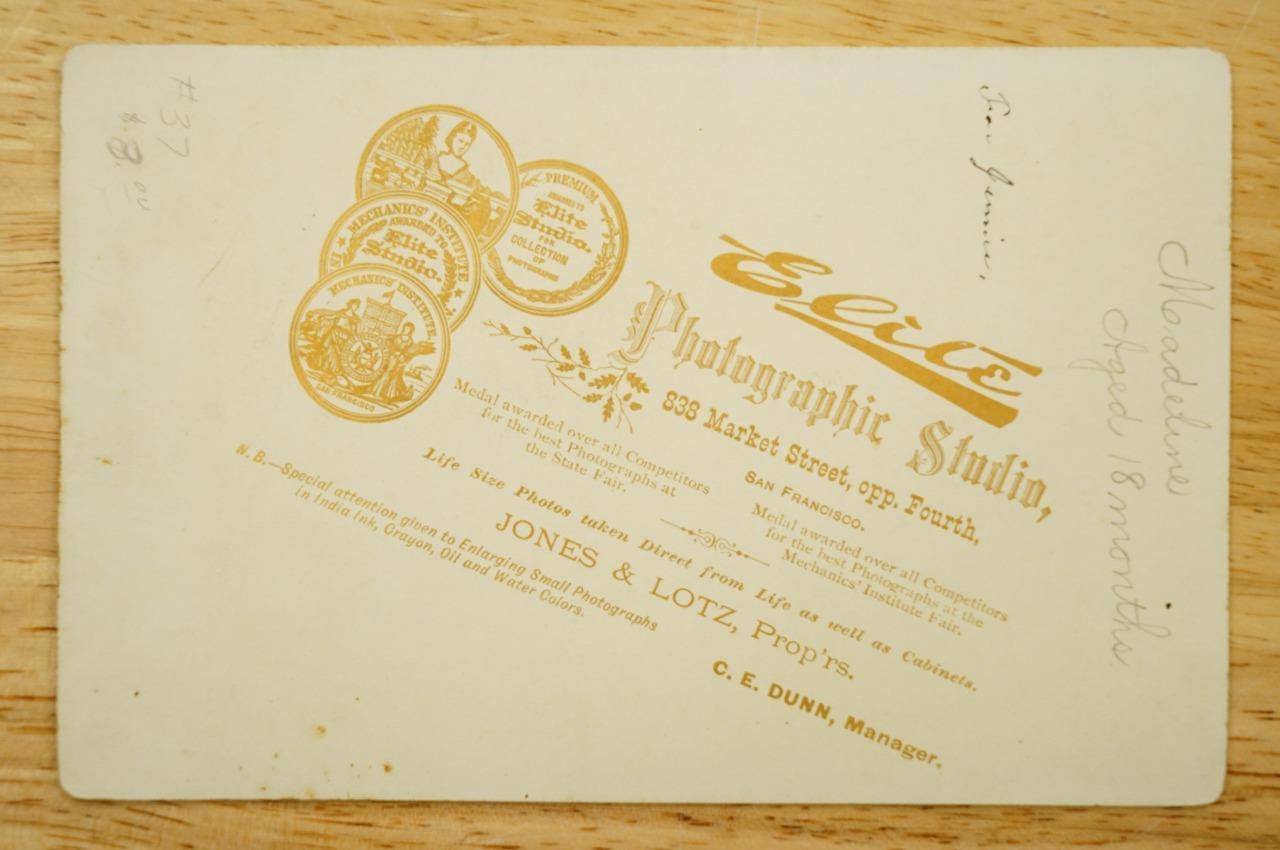 PREMIUM
AWARDED TO
Elite
Studio.
FOR
COLLECTION
OF
PHOTOGRAPHS
MECHANICS' INSTITUTE
AWARDED TO
Elite
Studio.
MECHANICS' INSTITUTE
SAN FRANCISCO
Elite
Photographic Studio,
838 Market Street, opp. Fourth,
SAN FRANCISCO.
Medal awarded over all Competitors
for the best Photographs at
the State Fair.
Medal awarded over all Competitors
for the best Photographs at the
Mechanics' Institute Fair.
Life Size Photos taken Direct from Life as well as Cabinets.
JONES & LOTZ, Prop'rs.
C. E. DUNN, Manager.
N. B.—Special attention given to Enlarging Small Photographs
in India Ink, Crayon, Oil and Water Colors.
For Jennie,
Madeline
Aged 18 months.
#37
$8.00